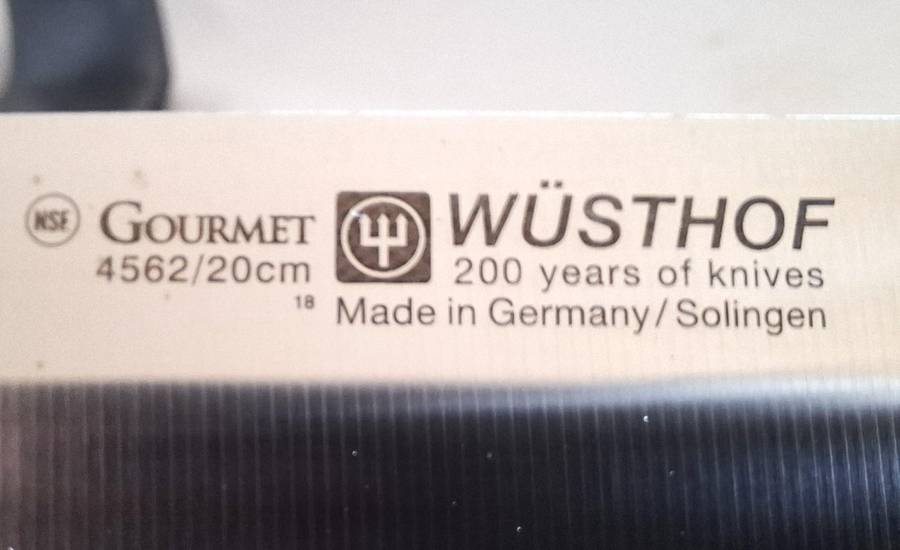 NSF GOURMET WÜSTHOF
4562/20cm 200 years of knives
18 Made in Germany/Solingen